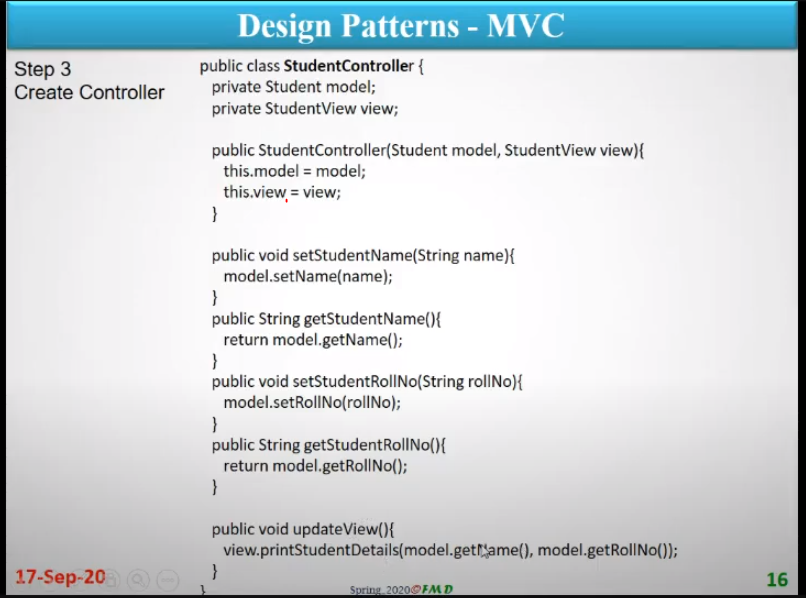 Design Patterns - MVC
Step 3
Create Controller
public class StudentController {
private Student model;
private StudentView view;
public StudentController(Student model, StudentView view){
this.model = model;
this.view = view;
}
public void setStudentName(String name){
model.setName(name);
}
public String getStudentName(){
return model.getName();
}
public void setStudentRollNo(String rollNo){
model.setRollNo(rollNo);
}
public String getStudentRollNo(){
return model.getRollNo();
}
public void updateView(){
view.printStudentDetails(model.getName(), model.getRollNo());
}
}
17-Sep-20
Spring_2020©FMD
16